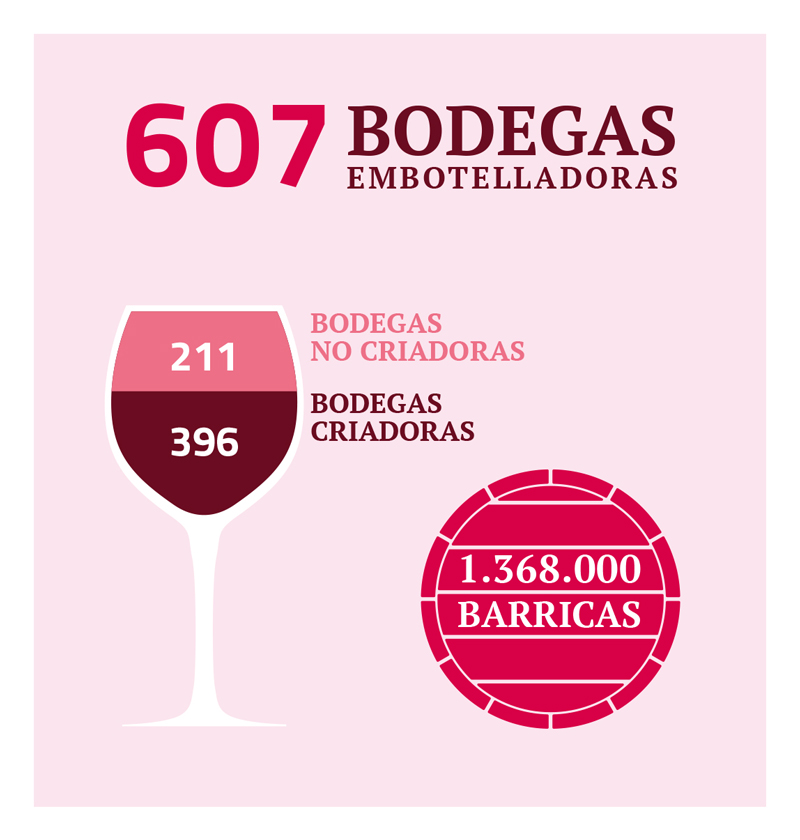 607 BODEGAS
EMBOTELLADORAS
211
BODEGAS
NO CRIADORAS
396
BODEGAS
CRIADORAS
1.368.000
BARRICAS